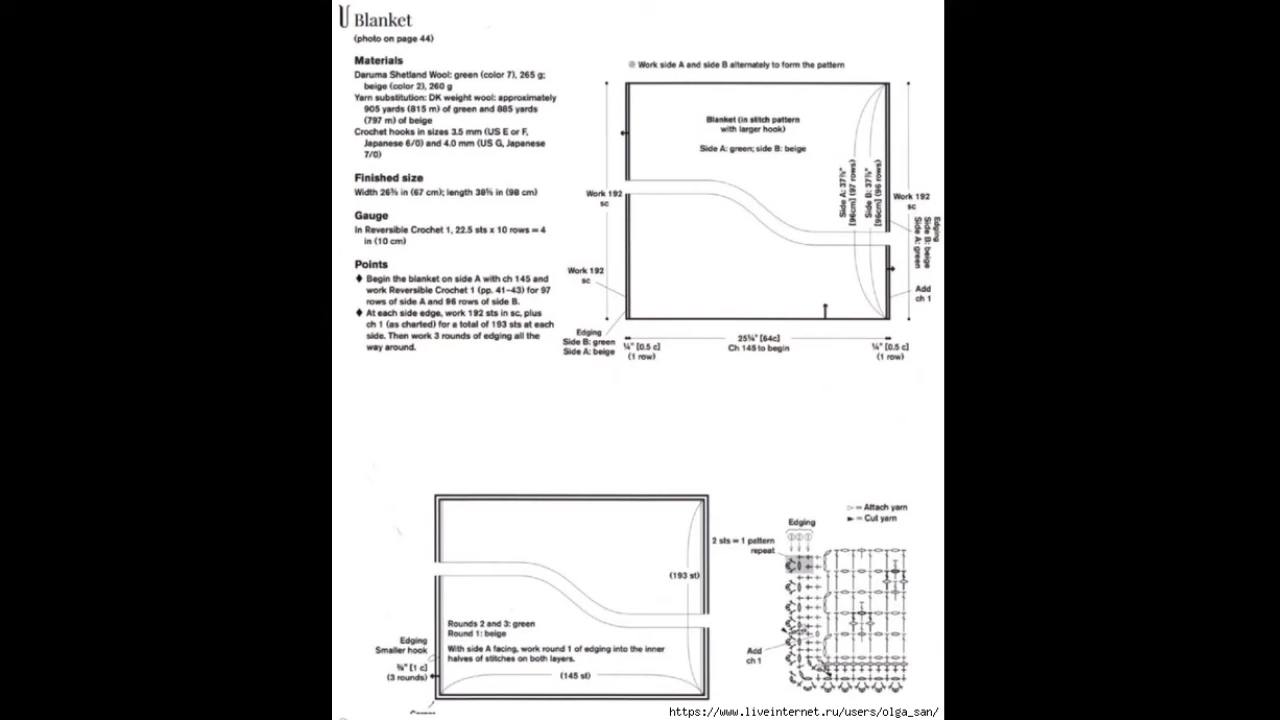 U Blanket
(photo on page 44)
Materials
Daruma Shetland Wool: green (color 7), 265 g;
beige (color 2), 260 g
Yarn substitution: DK weight wool: approximately
905 yards (815 m) of green and 885 yards
(797 m) of beige
Crochet hooks in sizes 3.5 mm (US E or F,
Japanese 6/0) and 4.0 mm (US G, Japanese
7/0)
Finished size
Width 26⅜ in (67 cm); length 38⅝ in (98 cm)
Gauge
In Reversible Crochet 1, 22.5 sts x 10 rows = 4
in (10 cm)
Points
♦ Begin the blanket on side A with ch 145 and
work Reversible Crochet 1 (pp. 41–43) for 97
rows of side A and 96 rows of side B.
♦ At each side edge, work 192 sts in sc, plus
ch 1 (as charted) for a total of 193 sts at each
side. Then work 3 rounds of edging all the
way around.
Work side A and side B alternately to form the pattern
Blanket (in stitch pattern
with larger hook)
Side A: green; side B: beige
Side A: 37¾"
[96cm] (97 rows)
Side B: 37¾"
[96cm] (96 rows)
Work 192
sc
Work 192
sc
Edging
Side B: beige
Side A: green
Work 192
sc
Add
ch 1
Edging
Side B: green
Side A: beige
¼" [0.5 c]
(1 row)
25¼" [64c]
Ch 145 to begin
¼" [0.5 c]
(1 row)
(193 st)
Rounds 2 and 3: green
Round 1: beige
With side A facing, work round 1 of edging into the inner
halves of stitches on both layers.
(145 st)
Edging
Smaller hook
⅜" [1 c]
(3 rounds)
= Attach yarn
= Cut yarn
Edging
2 sts = 1 pattern
repeat
Add
ch 1
https://www.liveinternet.ru/users/olga_san/